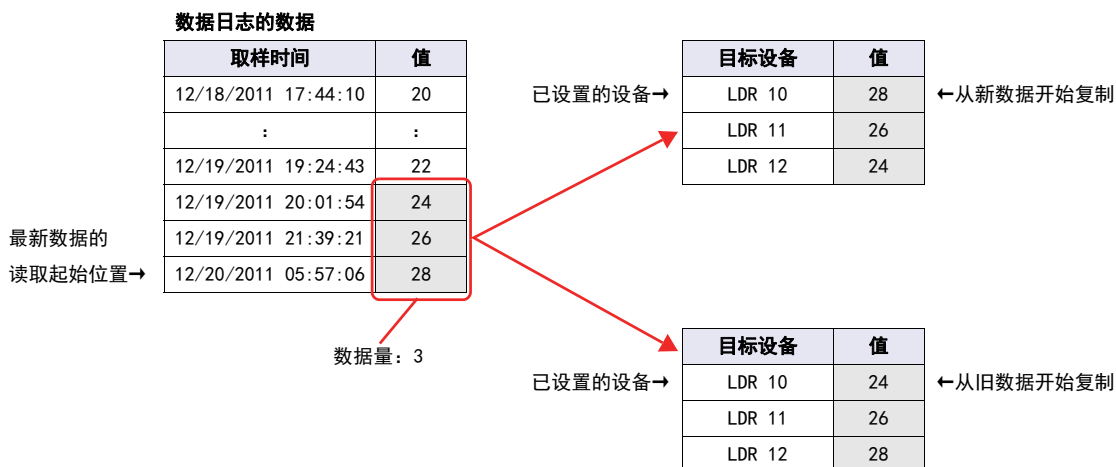 数据日志的数据
取样时间 值
12/18/2011 17:44:10 20
: :
12/19/2011 19:24:43 22
12/19/2011 20:01:54 24
12/19/2011 21:39:21 26
12/20/2011 05:57:06 28
最新数据的
读取起始位置→
数据量: 3
目标设备 值
已设置的设备→ LDR 10 28 ←从新数据开始复制
LDR 11 26
LDR 12 24
目标设备 值
已设置的设备→ LDR 10 24 ←从旧数据开始复制
LDR 11 26
LDR 12 28